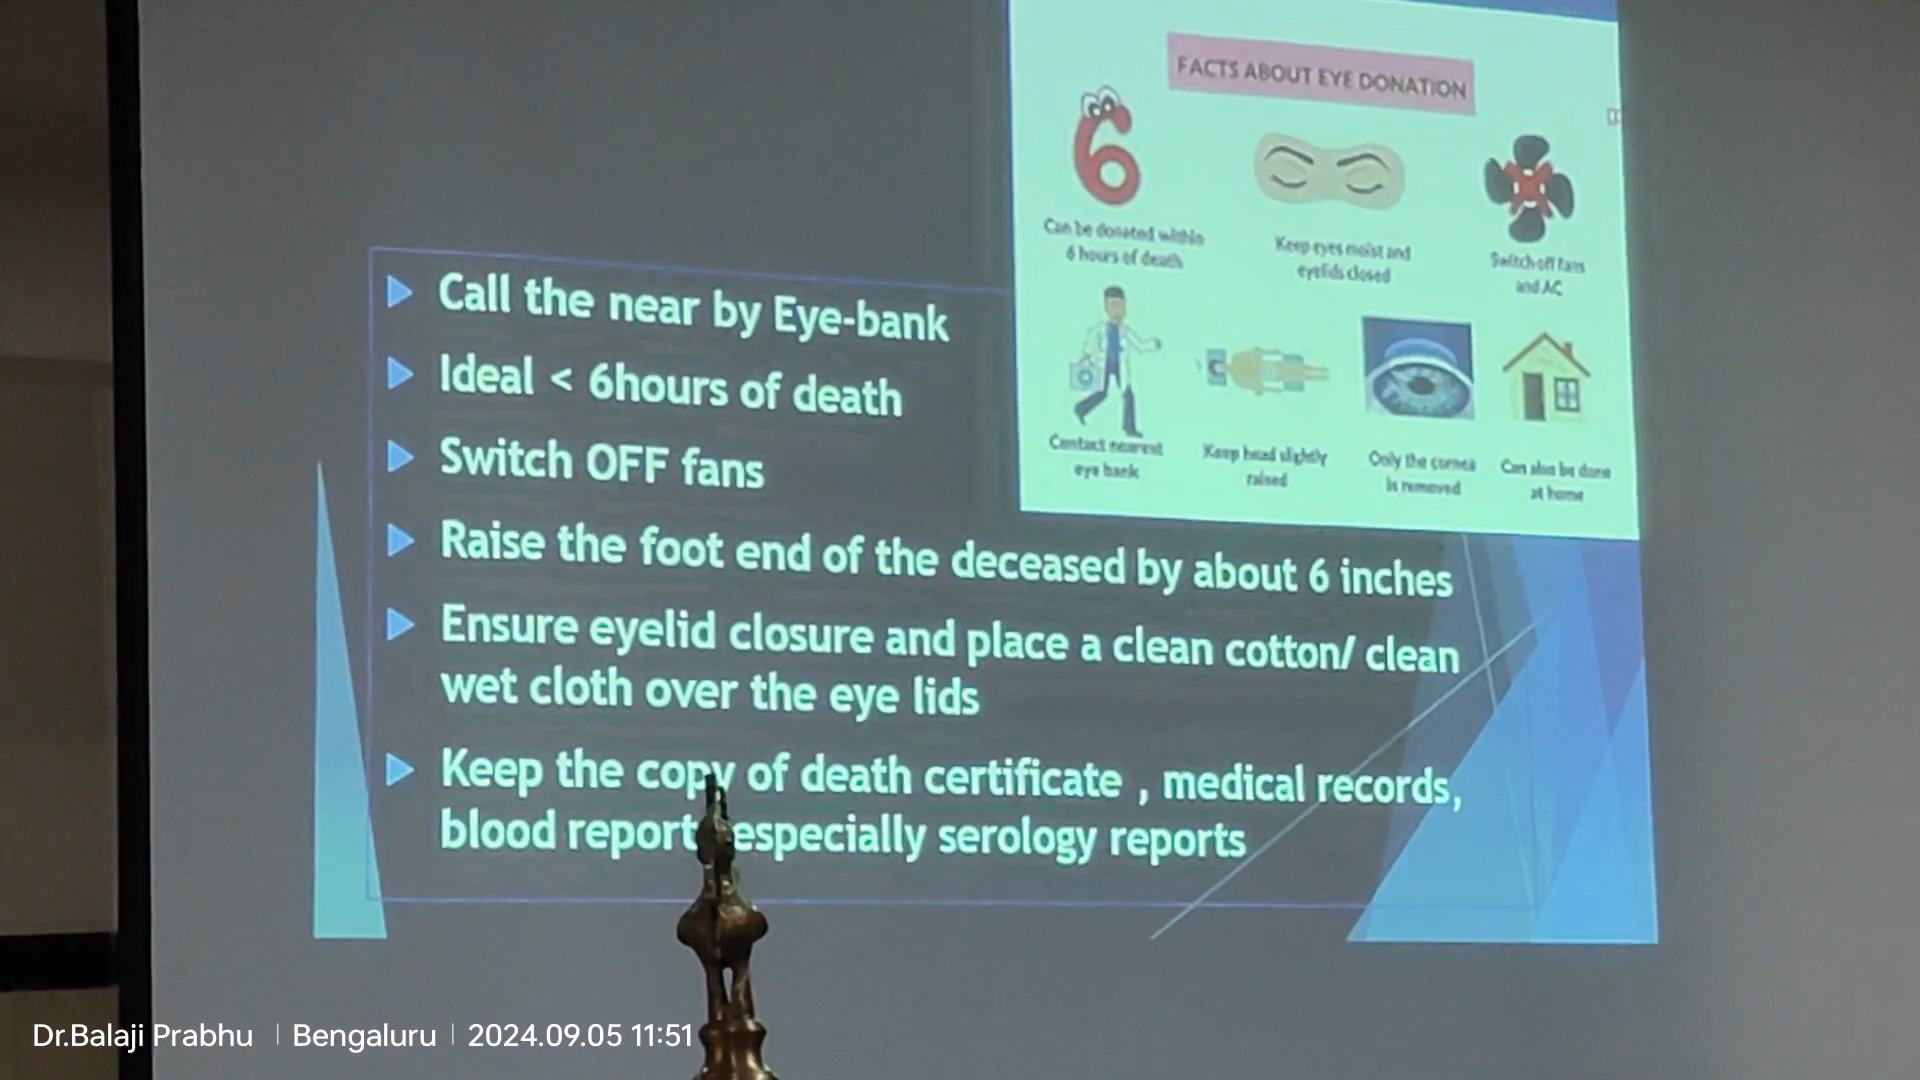 FACTS ABOUT EYE DONATION
6
Can be donated within
6 hours of death
Keep eyes moist and
eyelids closed
Switch off fans
and AC
Contact nearest
eye bank
Keep head slightly
raised
Only the cornea
is removed
Can also be done
at home
Call the near by Eye-bank
Ideal < 6hours of death
Switch OFF fans
Raise the foot end of the deceased by about 6 inches
Ensure eyelid closure and place a clean cotton/ clean
wet cloth over the eye lids
Keep the copy of death certificate , medical records,
blood report especially serology reports
Dr.Balaji Prabhu | Bengaluru | 2024.09.05 11:51